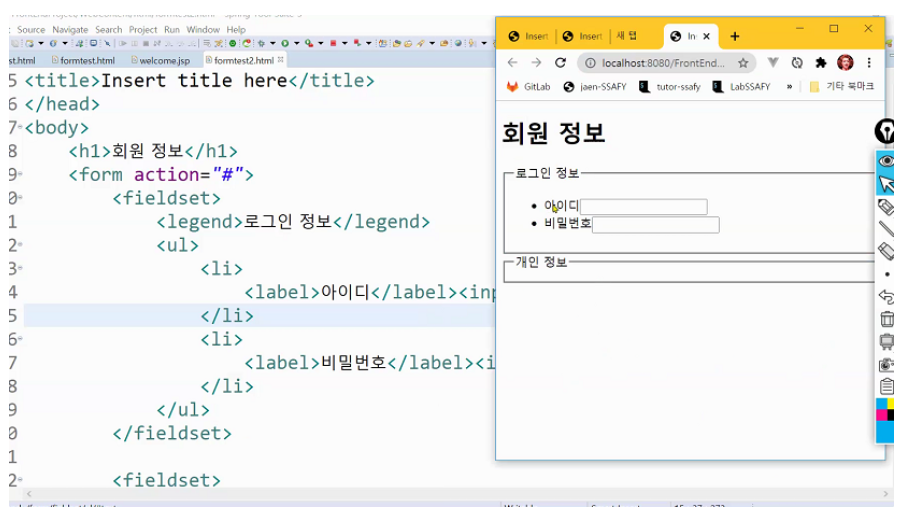 Source Navigate Search Project Run Window Help
formtest.html welcome.jsp formtest2.html
5 <title>Insert title here</title>
6 </head>
7 <body>
8 <h1>회원 정보</h1>
9 <form action="#">
0 <fieldset>
1 <legend>로그인 정보</legend>
2 <ul>
3 <li>
4 <label>아이디</label><inp
5 </li>
6 <li>
7 <label>비밀번호</label><i
8 </li>
9 </ul>
0 </fieldset>
1
2 <fieldset>
Insert Insert 새 탭 In
localhost:8080/FrontEnd...
GitLab jaen-SSAFY tutor-ssafy LabSSAFY » 기타 북마크
회원 정보
로그인 정보
• 아이디
• 비밀번호
개인 정보